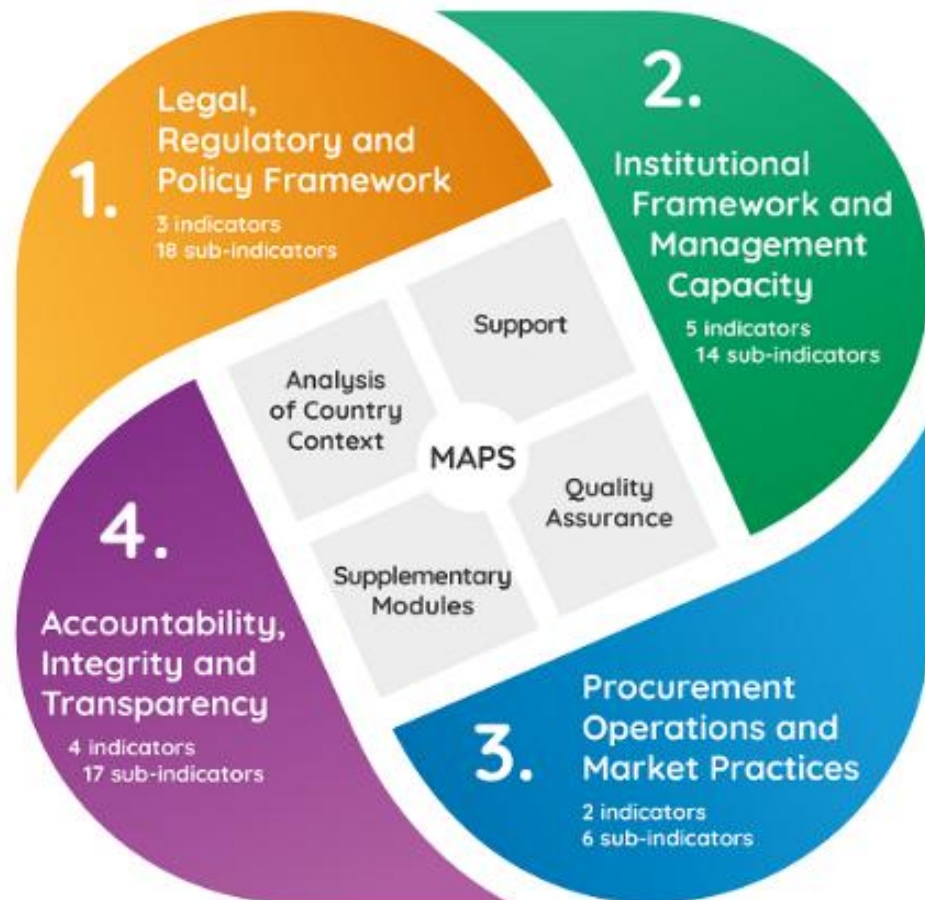 1.
Legal,
Regulatory and
Policy Framework
3 indicators
18 sub-indicators
2.
Institutional
Framework and
Management
Capacity
5 indicators
14 sub-indicators
Support
Analysis
of Country
Context
MAPS
Quality
Assurance
Supplementary
Modules
3.
Procurement
Operations and
Market Practices
2 indicators
6 sub-indicators
4.
Accountability,
Integrity and
Transparency
4 indicators
17 sub-indicators